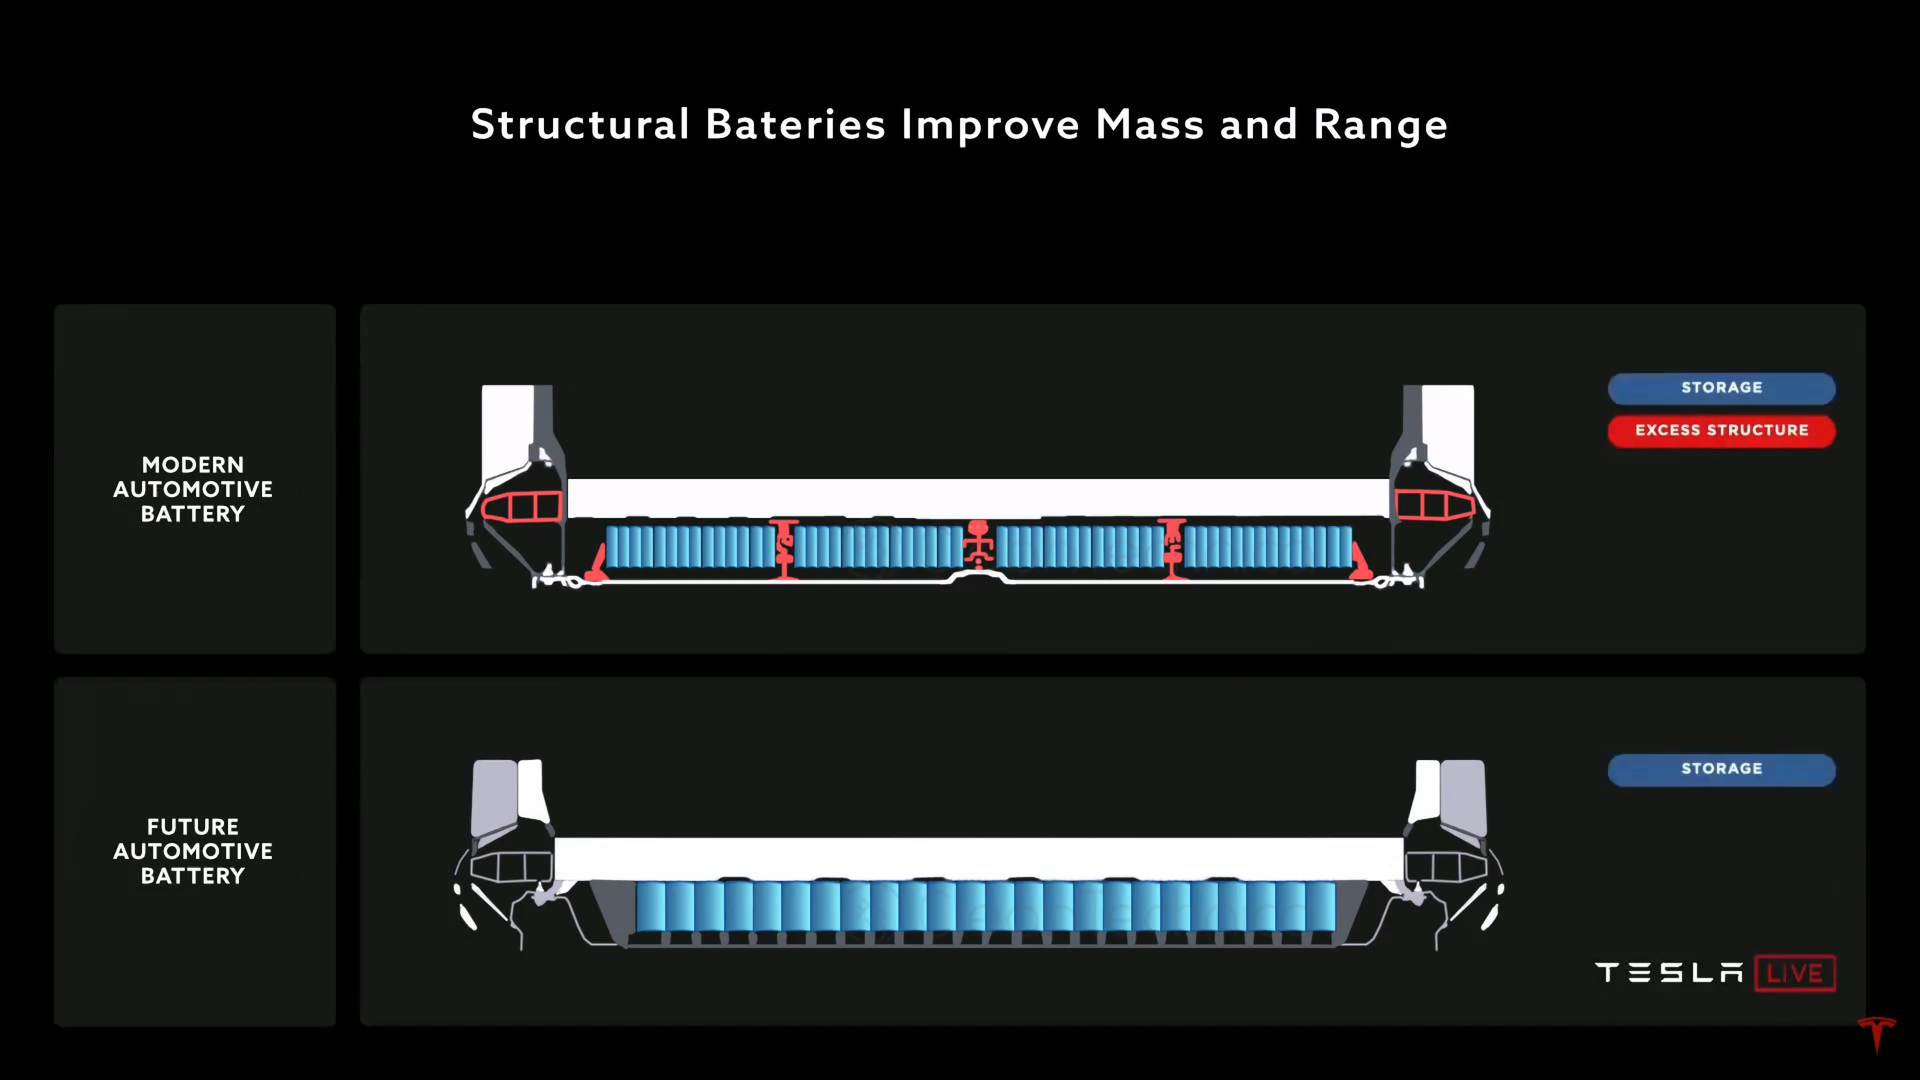 Structural Bateries Improve Mass and Range
MODERN
AUTOMOTIVE
BATTERY
STORAGE
EXCESS STRUCTURE
FUTURE
AUTOMOTIVE
BATTERY
STORAGE
TESLA LIVE